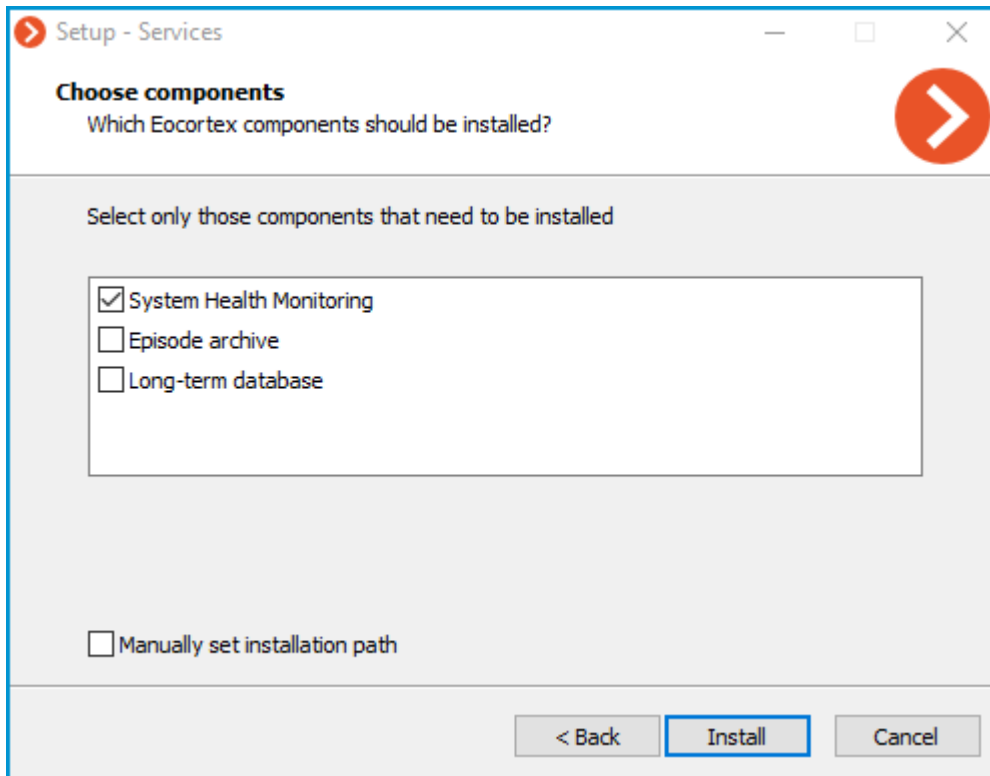 Setup - Services
Choose components
Which Eocortex components should be installed?
Select only those components that need to be installed
System Health Monitoring
Episode archive
Long-term database
Manually set installation path
< Back Install Cancel